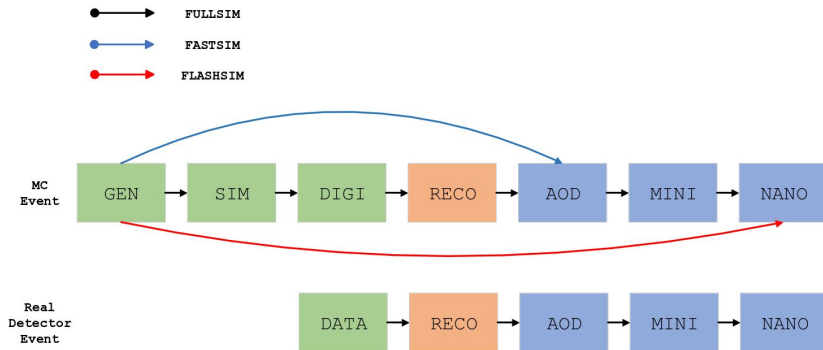 FULLSIM
FASTSIM
FLASHSIM
MC
Event
GEN SIM DIGI RECO AOD MINI NANO
Real
Detector
Event
DATA RECO AOD MINI NANO